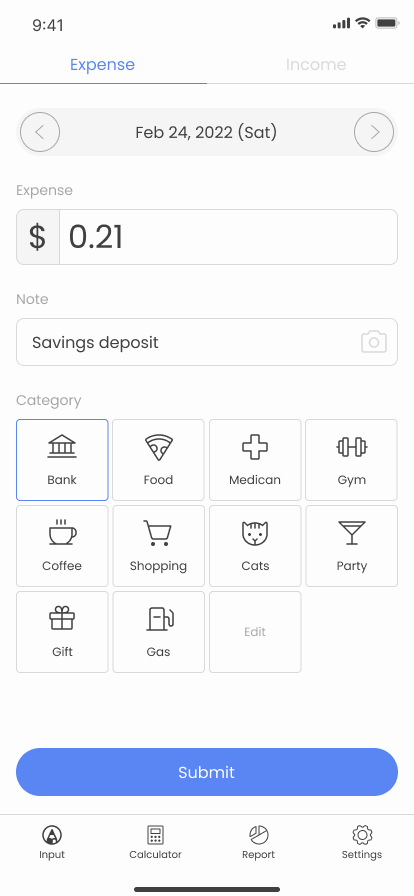 9:41
Expense Income
Feb 24, 2022 (Sat)
Expense
$ 0.21
Note
Savings deposit
Category
Bank Food Medican Gym
Coffee Shopping Cats Party
Gift Gas Edit
Submit
Input Calculator Report Settings